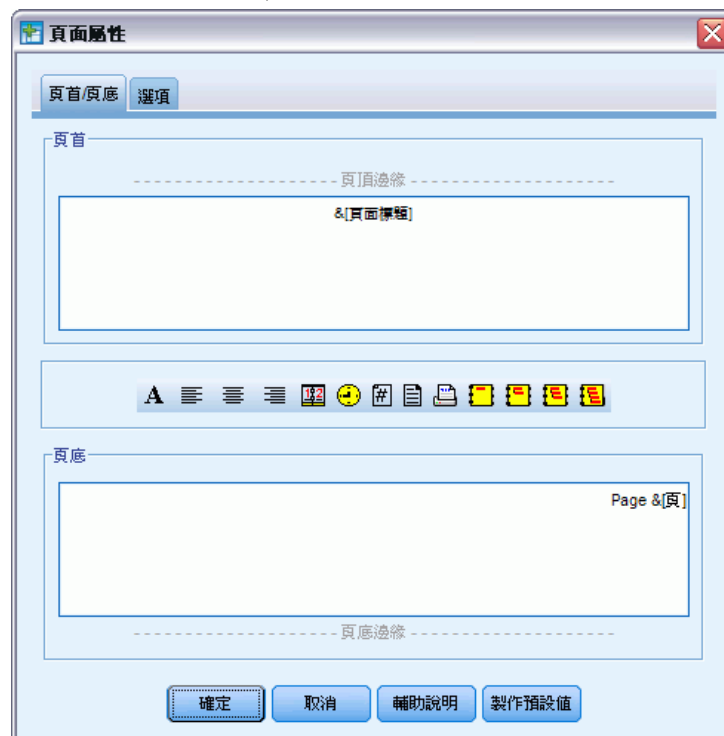 頁面屬性
頁首/頁底 選項
頁首
頁頂邊緣
&[頁面標題]
A
頁底
Page &[頁]
頁底邊緣
確定 取消 輔助說明 製作預設值